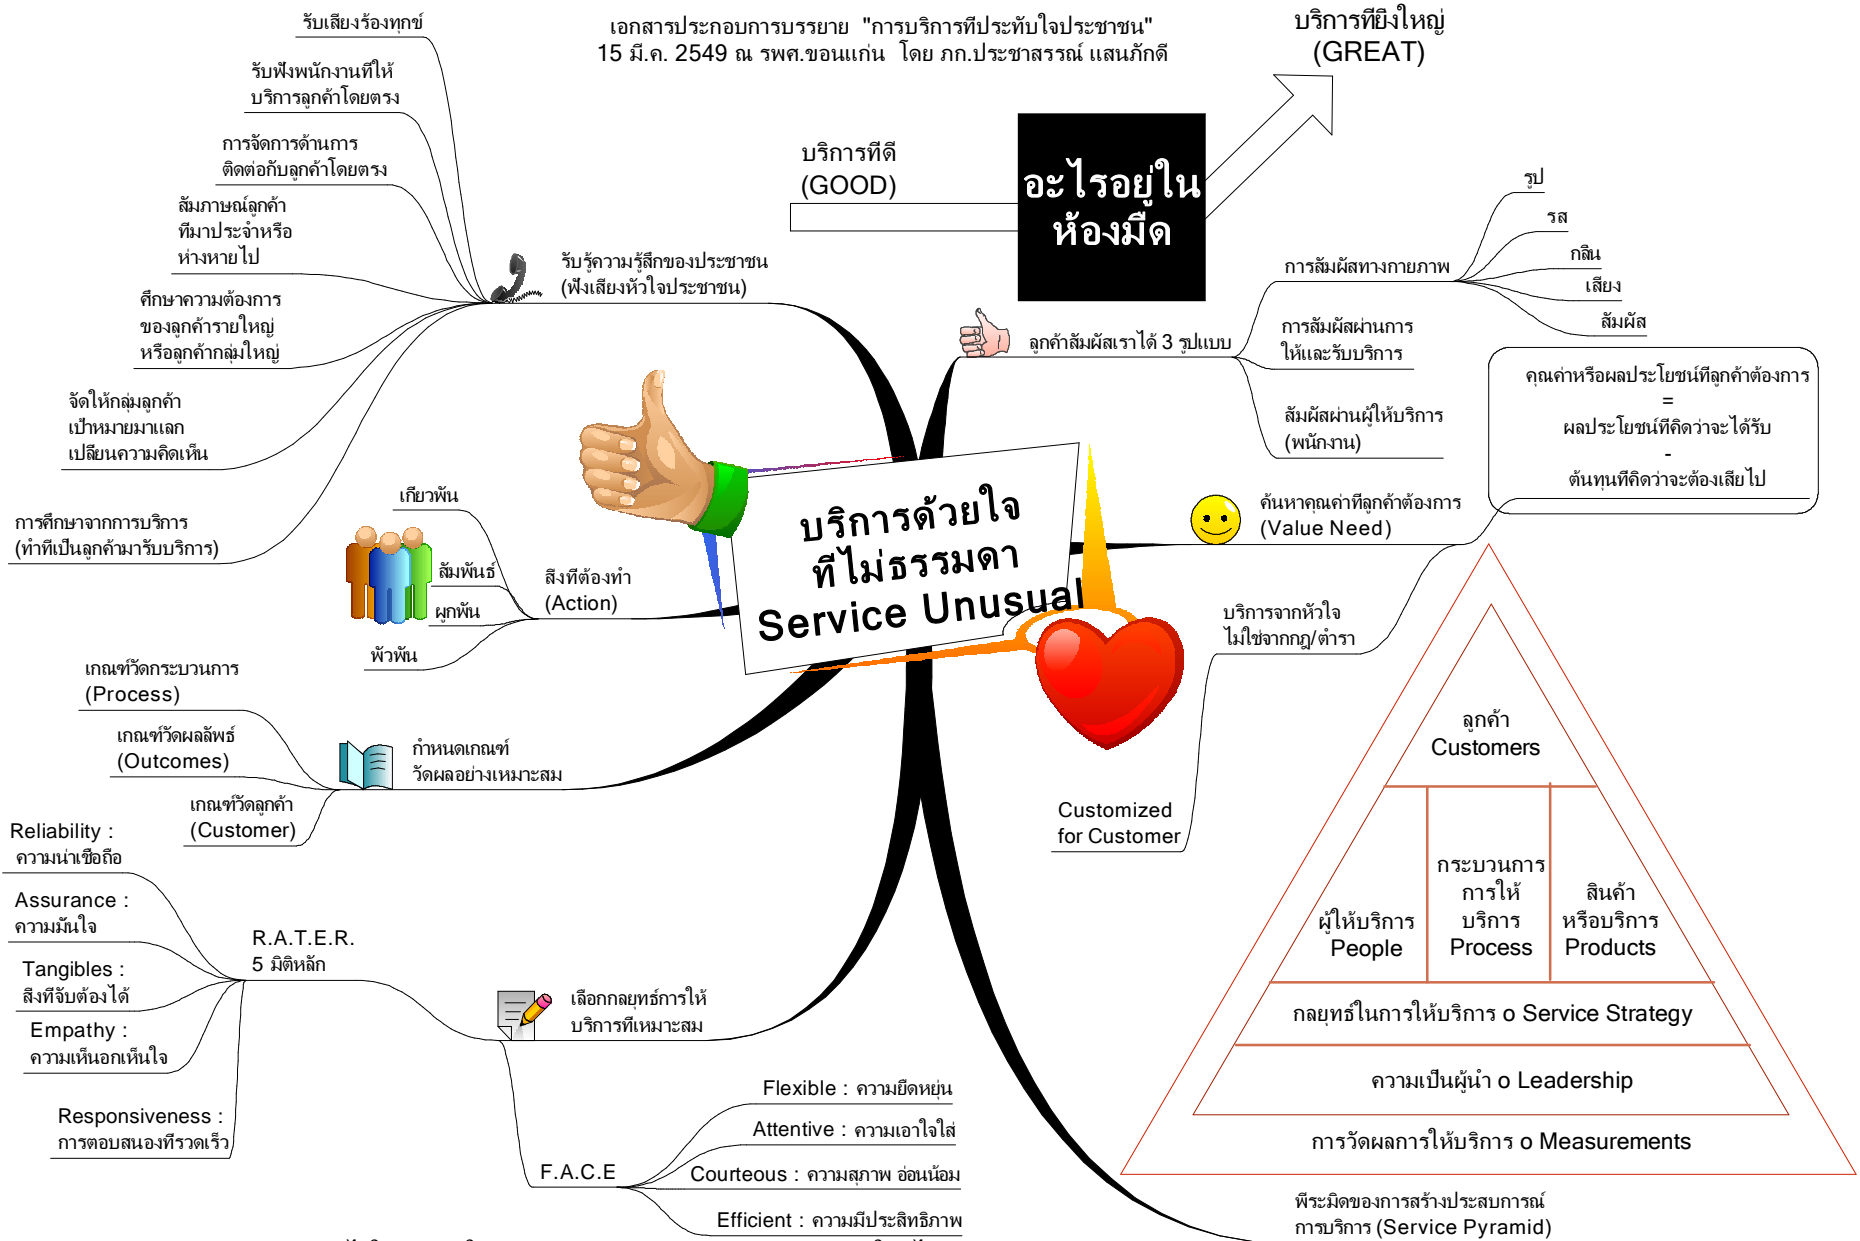 เอกสารประกอบการบรรยาย "การบริการทีประทับใจประชาชน"
15 มี.ค. 2549 ณ รพศ.ขอนแก่น โดย ภก.ประชาสรรณ์ แสนภักดี
บริการทียิงใหญ่
(GREAT)
บริการทีดี
(GOOD)
อะไรอยู่ใน
ห้องมืด
รับเสียงร้องทุกข์
รับฟังพนักงานทีให้
บริการลูกค้าโดยตรง
การจัดการด้านการ
ติดต่อกับลูกค้าโดยตรง
สัมภาษณ์ลูกค้า
ทีมาประจำหรือ
ห่างหายไป
ศึกษาความต้องการ
ของลูกค้ารายใหญ่
หรือลูกค้ากลุ่มใหญ่
จัดให้กลุ่มลูกค้า
เป้าหมายมาแลก
เปลียนความคิดเห็น
การศึกษาจากการบริการ
(ทำทีเป็นลูกค้ามารับบริการ)
รับรู้ความรู้สึกของประชาชน
(ฟังเสียงหัวใจประชาชน)
ลูกค้าสัมผัสเราได้ 3 รูปแบบ
การสัมผัสทางกายภาพ
รูป
รส
กลิน
เสียง
สัมผัส
การสัมผัสผ่านการ
ให้และรับบริการ
สัมผัสผ่านผู้ให้บริการ
(พนักงาน)
คุณค่าหรือผลประโยชน์ทีลูกค้าต้องการ
=
ผลประโยชน์ทีคิดว่าจะได้รับ
-
ต้นทุนทีคิดว่าจะต้องเสียไป
ค้นหาคุณค่าทีลูกค้าต้องการ
(Value Need)
บริการจากหัวใจ
ไม่ใช่จากกฎ/ตำรา
Customized
for Customer
บริการด้วยใจ
ทีไม่ธรรมดา
Service Unusual
เกียวพัน
สัมพันธ์
ผูกพัน
พัวพัน
สิงทีต้องทำ
(Action)
เกณฑ์วัดกระบวนการ
(Process)
เกณฑ์วัดผลลัพธ์
(Outcomes)
เกณฑ์วัดลูกค้า
(Customer)
กำหนดเกณฑ์
วัดผลอย่างเหมาะสม
Reliability :
ความน่าเชือถือ
Assurance :
ความมันใจ
Tangibles :
สิงทีจับต้องได้
Empathy :
ความเห็นอกเห็นใจ
Responsiveness :
การตอบสนองทีรวดเร็ว
R.A.T.E.R.
5 มิติหลัก
เลือกกลยุทธ์การให้
บริการทีเหมาะสม
F.A.C.E
Flexible : ความยืดหยุ่น
Attentive : ความเอาใจใส่
Courteous : ความสุภาพ อ่อนน้อม
Efficient : ความมีประสิทธิภาพ
ลูกค้า
Customers
ผู้ให้บริการ
People
กระบวนการ
การให้
บริการ
Process
สินค้า
หรือบริการ
Products
กลยุทธ์ในการให้บริการ o Service Strategy
ความเป็นผู้นำ o Leadership
การวัดผลการให้บริการ o Measurements
พีระมิดของการสร้างประสบการณ์
การบริการ (Service Pyramid)